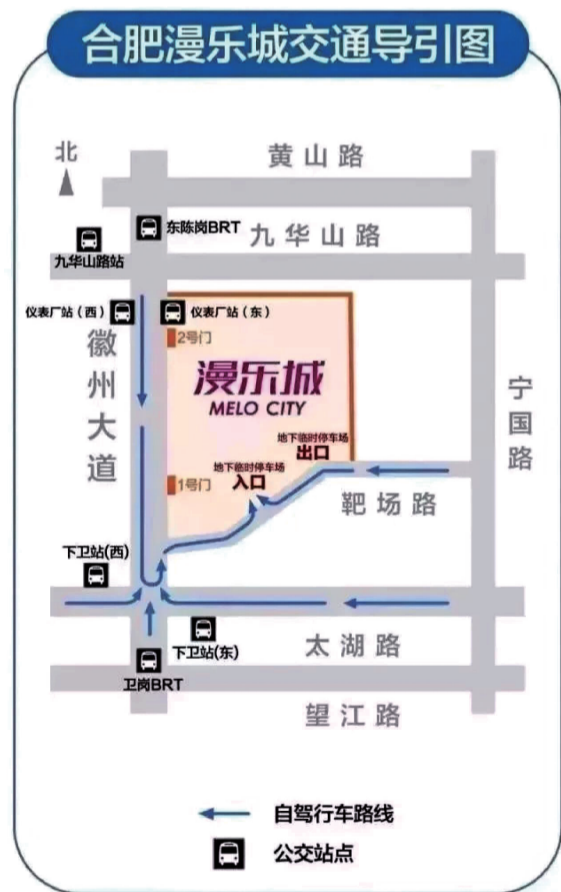 合肥漫乐城交通导引图
北
黄山路
东陈岗BRT
九华山路
九华山路站
仪表厂站（西）
仪表厂站（东）
2号门
徽州大道
漫乐城
MELO CITY
宁国路
地下临时停车场
出口
地下临时停车场
入口
1号门
靶场路
下卫站(西)
下卫站(东)
太湖路
卫岗BRT
望江路
自驾行车路线
公交站点